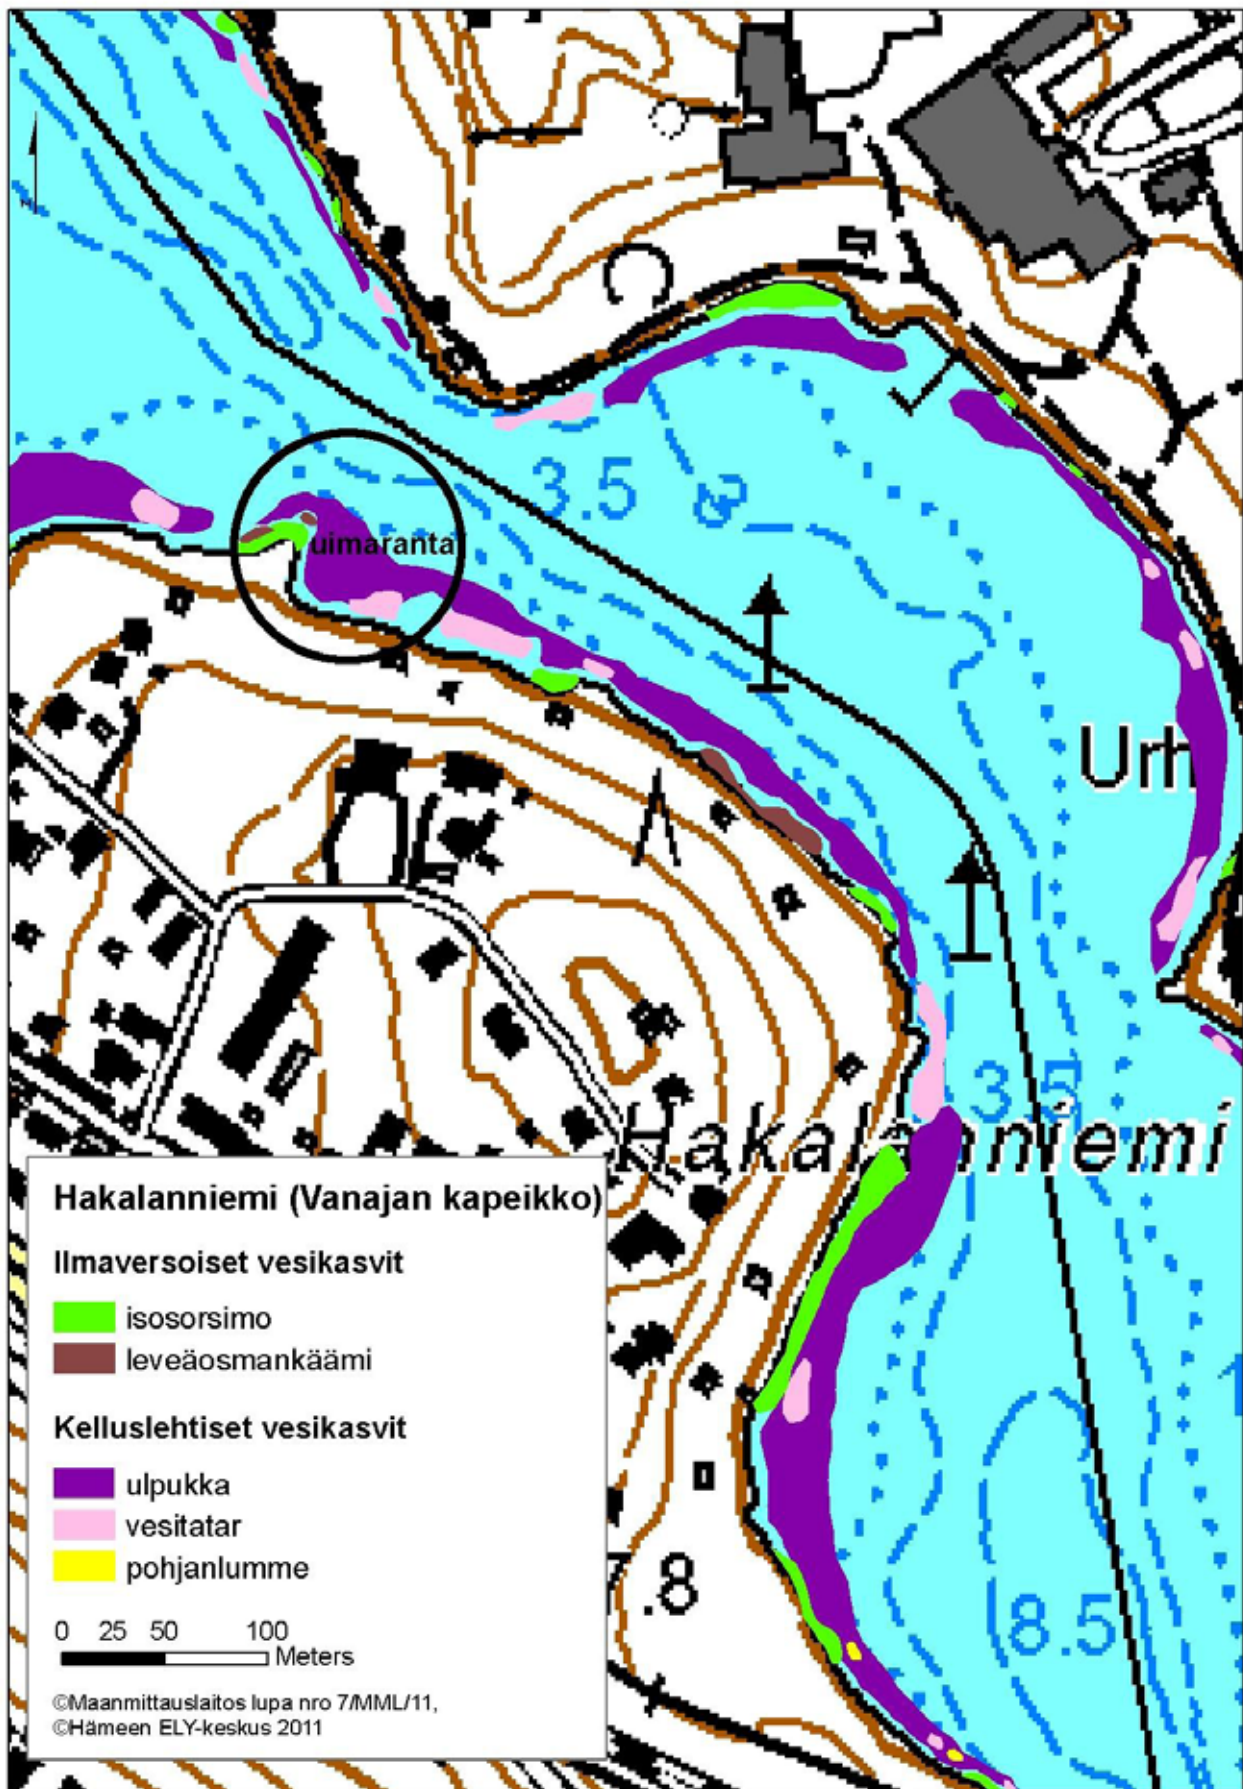 3.5
3
uimaranta
Urh
3.5
Hakalanniemi
Hakalanniemi (Vanajan kapeikko)
Ilmaversoiset vesikasvit
isosorsimo
leveäosmankäämi
Kelluslehtiset vesikasvit
ulpukka
vesitatar
pohjanlumme
0 25 50 100
Meters
©Maanmittauslaitos lupa nro 7/MML/11,
©Hämeen ELY-keskus 2011
7.8
8.5
1